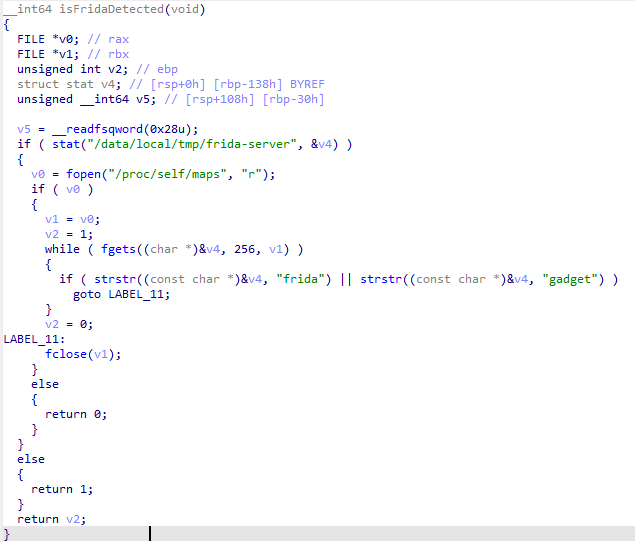 __int64 isFridaDetected(void)
{
  FILE *v0; // rax
  FILE *v1; // rbx
  unsigned int v2; // ebp
  struct stat v4; // [rsp+0h] [rbp-138h] BYREF
  unsigned __int64 v5; // [rsp+108h] [rbp-30h]

  v5 = __readfsqword(0x28u);
  if ( stat("/data/local/tmp/frida-server", &v4) )
  {
    v0 = fopen("/proc/self/maps", "r");
    if ( v0 )
    {
      v1 = v0;
      v2 = 1;
      while ( fgets((char *)&v4, 256, v1) )
      {
        if ( strstr((const char *)&v4, "frida") || strstr((const char *)&v4, "gadget") )
          goto LABEL_11;
      }
      v2 = 0;
LABEL_11:
      fclose(v1);
    }
    else
    {
      return 0;
    }
  }
  else
  {
    return 1;
  }
  return v2;
}